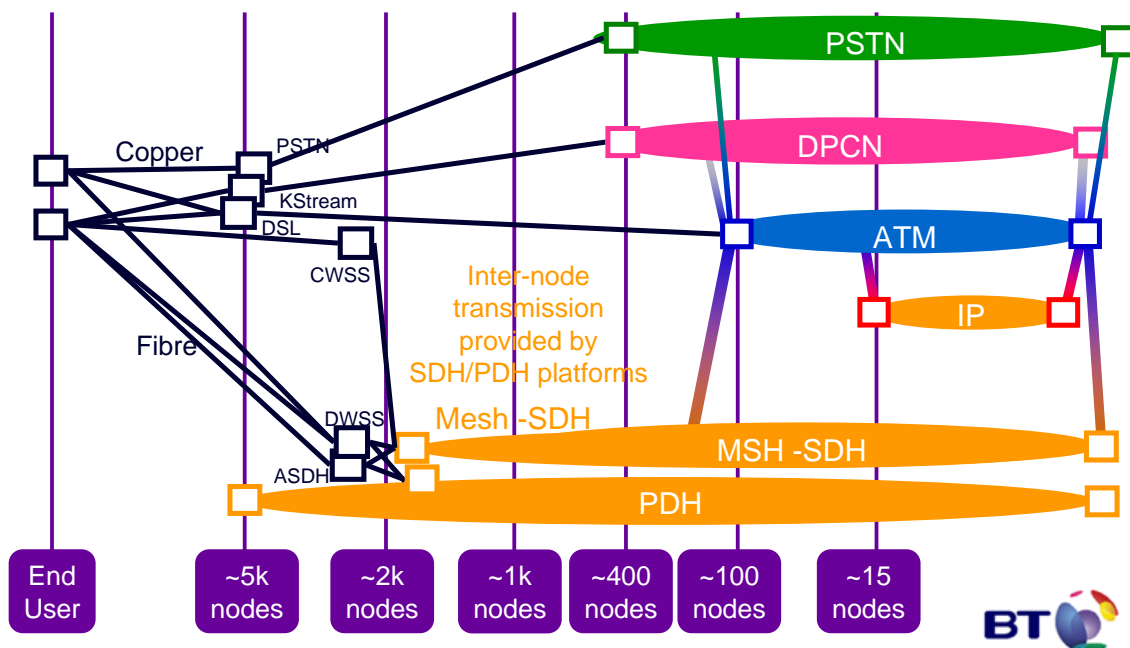 PSTN
Copper
PSTN
DPCN
KStream
DSL
ATM
CWSS
Inter-node
transmission
provided by
SDH/PDH platforms
IP
Fibre
DWSS
Mesh -SDH
MSH -SDH
ASDH
PDH
End
User
~5k
nodes
~2k
nodes
~1k
nodes
~400
nodes
~100
nodes
~15
nodes
BT